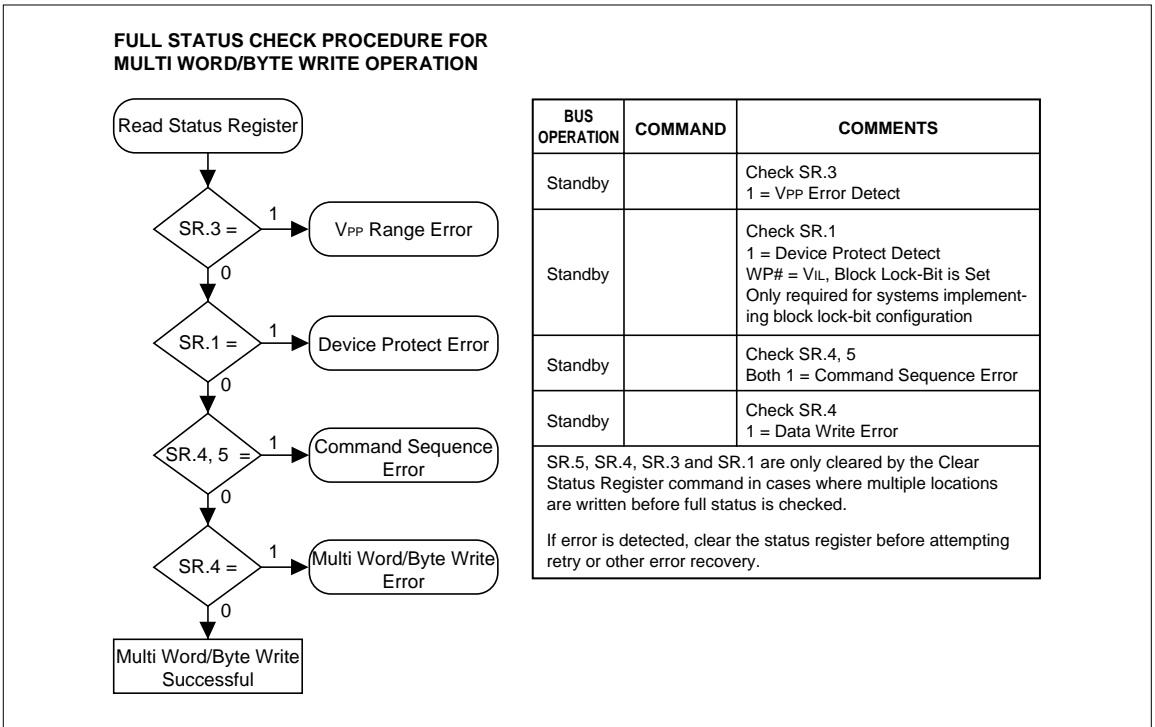 FULL STATUS CHECK PROCEDURE FOR
MULTI WORD/BYTE WRITE OPERATION
Read Status Register
SR.3 =
1
VPP Range Error
0
SR.1 =
1
Device Protect Error
0
SR.4, 5 =
1
Command Sequence
Error
0
SR.4 =
1
Multi Word/Byte Write
Error
0
Multi Word/Byte Write
Successful
BUS
OPERATION
COMMAND
COMMENTS
Standby
Check SR.3
1 = VPP Error Detect
Standby
Check SR.1
1 = Device Protect Detect
WP# = VIL, Block Lock-Bit is Set
Only required for systems implement-
ing block lock-bit configuration
Standby
Check SR.4, 5
Both 1 = Command Sequence Error
Standby
Check SR.4
1 = Data Write Error
SR.5, SR.4, SR.3 and SR.1 are only cleared by the Clear
Status Register command in cases where multiple locations
are written before full status is checked.
If error is detected, clear the status register before attempting
retry or other error recovery.